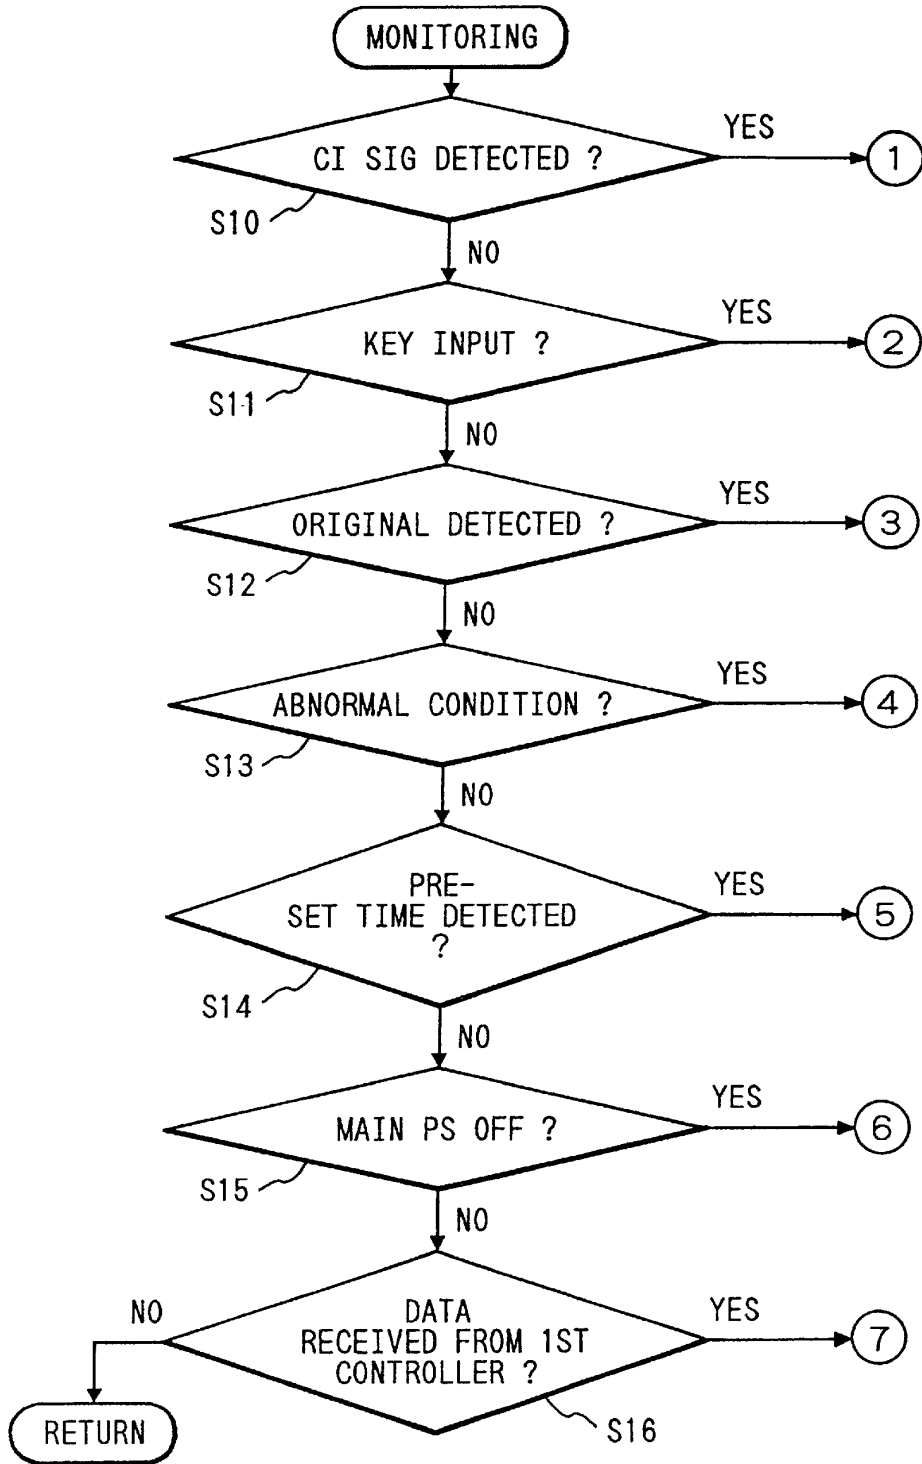 MONITORING
CI SIG DETECTED ?
YES
1
S10
NO
KEY INPUT ?
YES
2
S11
NO
ORIGINAL DETECTED ?
YES
3
S12
NO
ABNORMAL CONDITION ?
YES
4
S13
NO
PRE-
SET TIME DETECTED
?
YES
5
S14
NO
MAIN PS OFF ?
YES
6
S15
NO
DATA
RECEIVED FROM 1ST
CONTROLLER ?
YES
7
NO
RETURN
S16